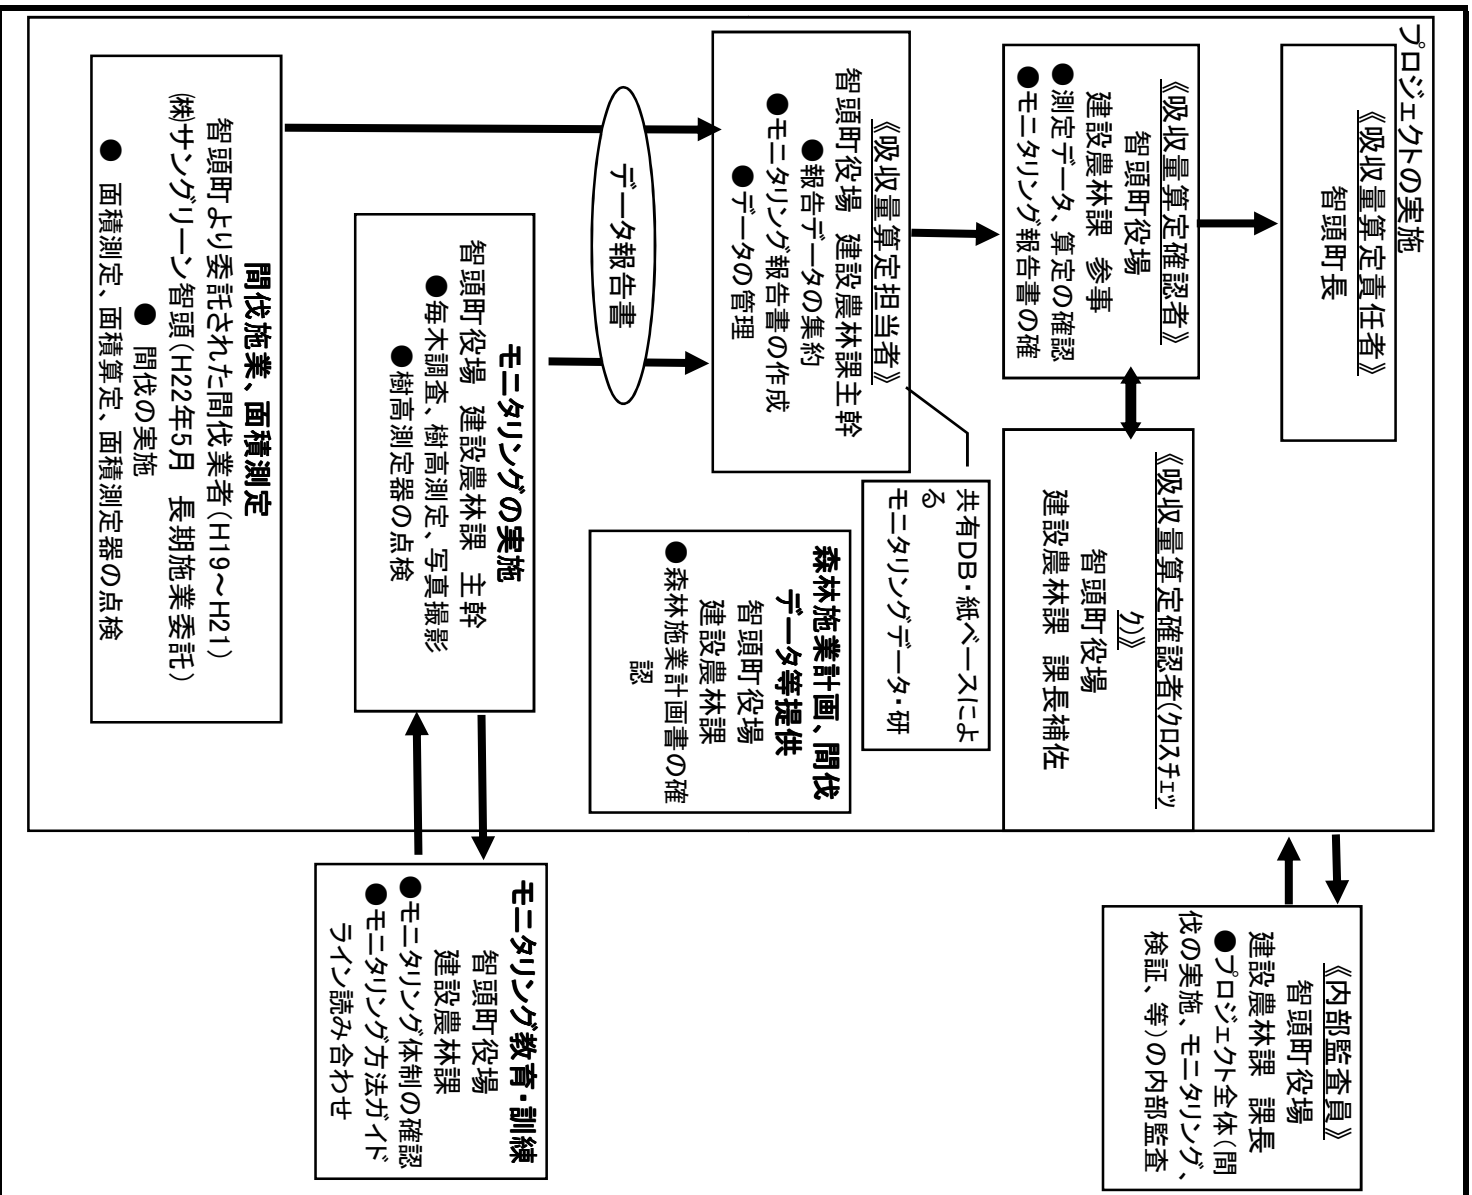 プロジェクトの実施
《吸収量算定責任者》
智頭町長
《吸収量算定確認者》
智頭町役場
建設農林課 参事
●測定データ、算定の確認
●モニタリング報告書の確
《吸収量算定確認者(クロスチェッ
ク)》
智頭町役場
建設農林課 課長補佐
《吸収量算定担当者》
智頭町役場 建設農林課主幹
●報告データの集約
●モニタリング報告書の作成
●データの管理
共有DB・紙ベースによ
る
モニタリングデータ・研
データ報告書
森林施業計画、間伐
データ等提供
智頭町役場
建設農林課
●森林施業計画書の確
認
モニタリングの実施
智頭町役場 建設農林課 主幹
●毎木調査、樹高測定、写真撮影
●樹高測定器の点検
間伐施業、面積測定
智頭町より委託された間伐業者(H19～H21)
㈱サングリーン智頭(H22年5月 長期施業委託)
● 間伐の実施
● 面積測定、面積算定、面積測定器の点検
《内部監査員》
智頭町役場
建設農林課 課長
●プロジェクト全体(間
伐の実施、モニタリング、
検証、等)の内部監査
モニタリング教育・訓練
智頭町役場
建設農林課
●モニタリング体制の確認
●モニタリング方法ガイド
ライン読み合わせ